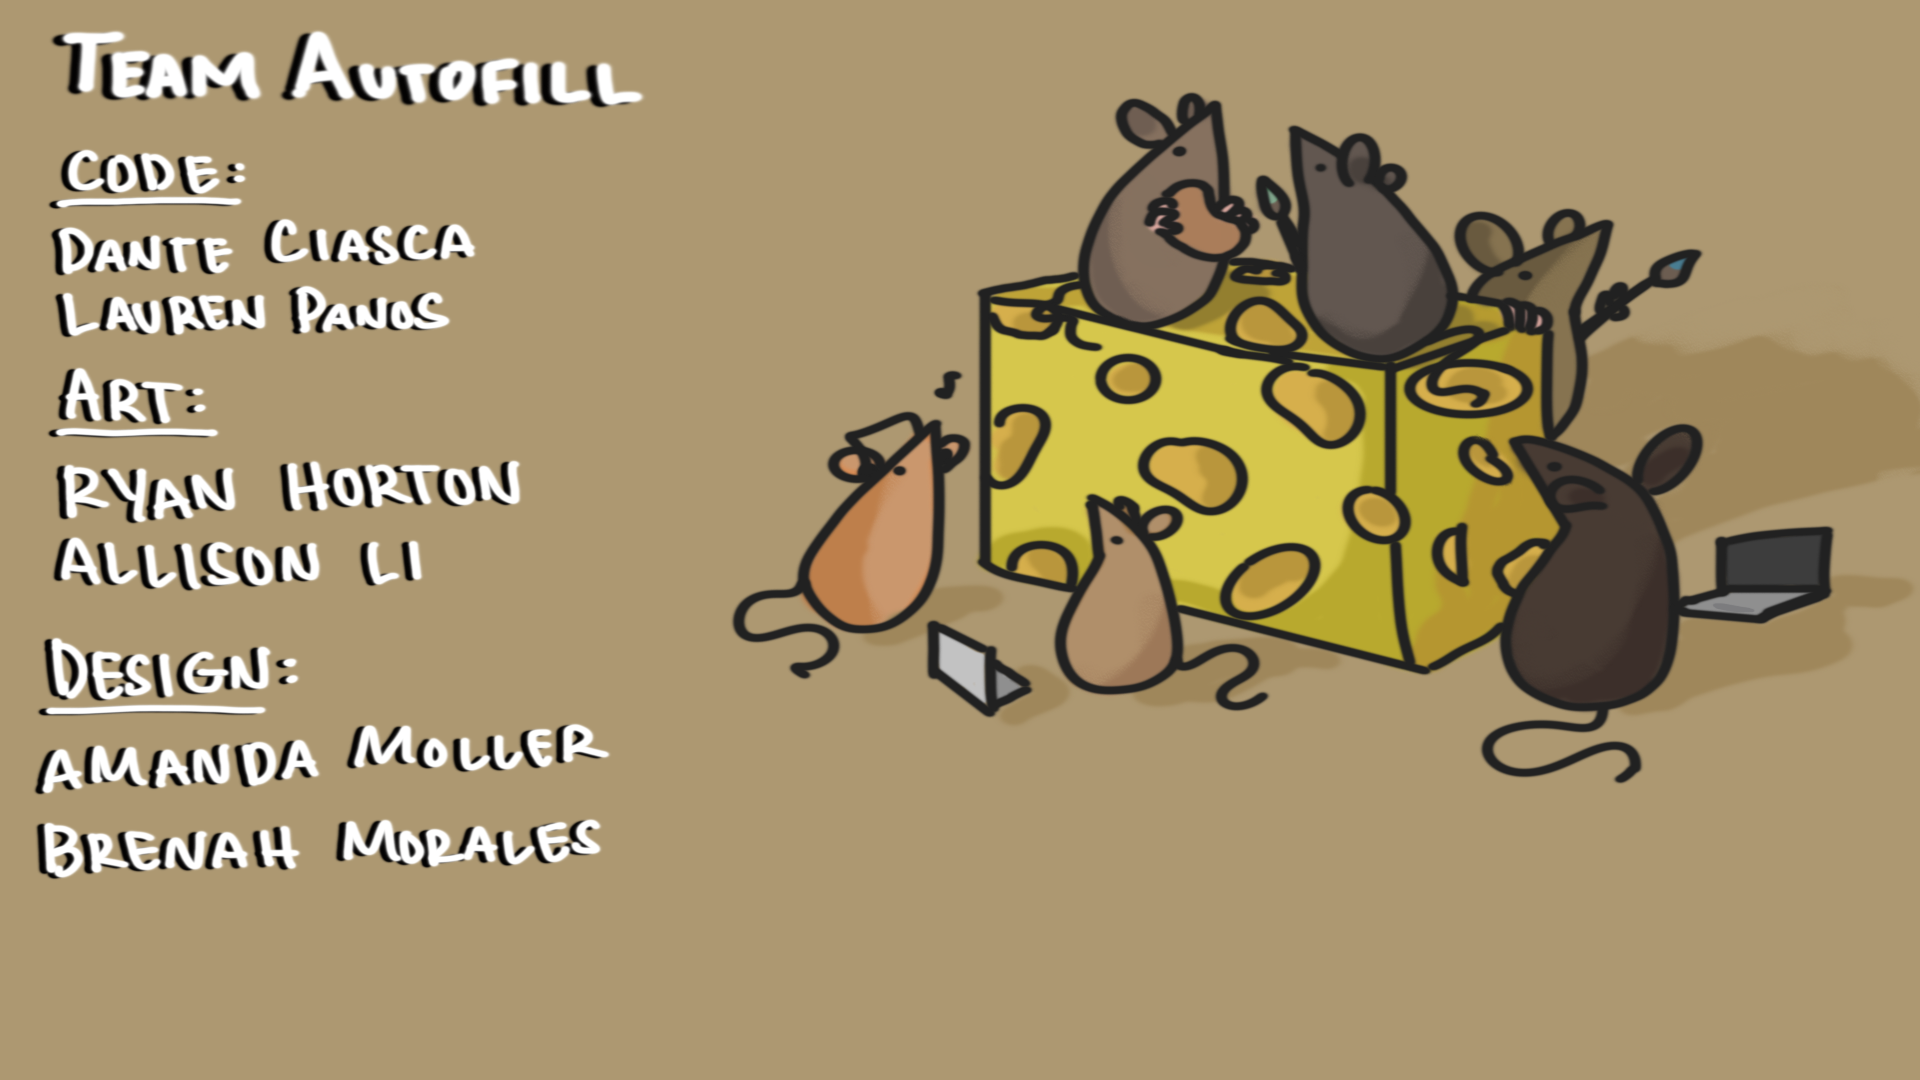 TEAM AUTOFILL
CODE:
DANTE CIASCA
LAUREN PANOS
ART:
RYAN HORTON
ALLISON LI
DESIGN:
AMANDA MOLLER
BRENAH MORALES